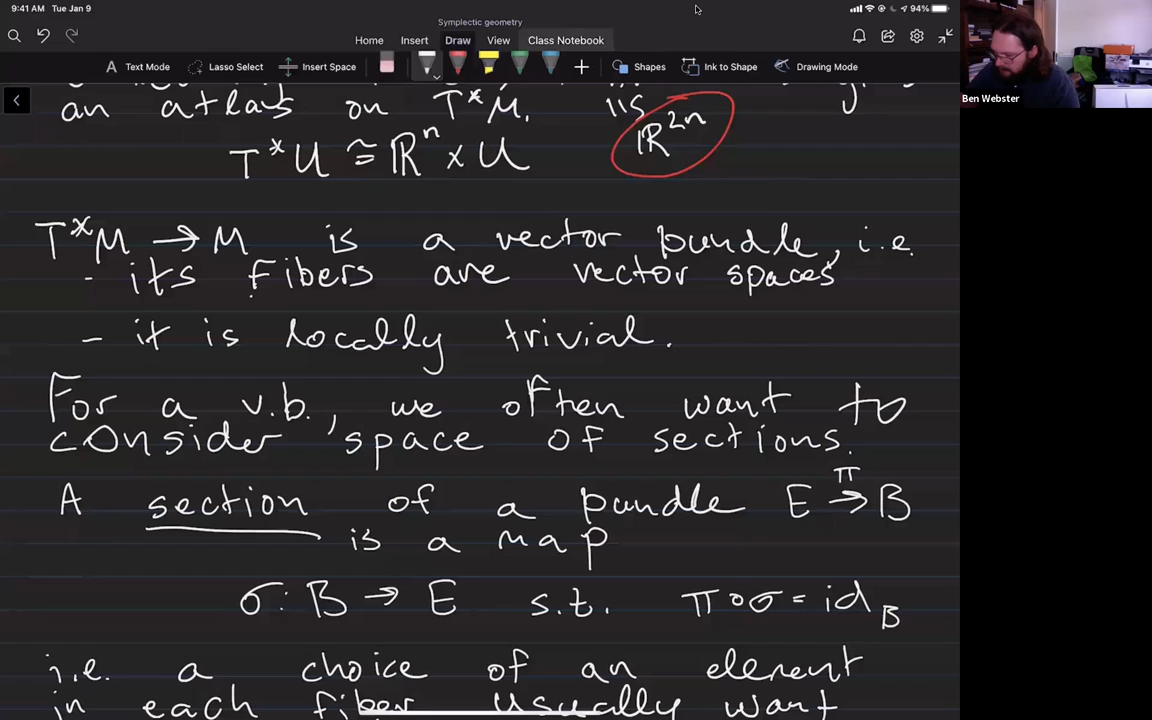 9:41 AM Tue Jan 9
94%
Symplectic geometry
Home Insert Draw View Class Notebook
Text Mode Lasso Select Insert Space Shapes Ink to Shape Drawing Mode
Ben Webster
an atlas on T*M.
T*U ≅ ℝⁿ × U ℝ²ⁿ
T*M → M is a vector bundle, i.e.
- its fibers are vector spaces
- it is locally trivial.
For a v.b., we often want to
consider space of sections.
A section of a bundle E →π B
is a map
σ: B → E s.t. π∘σ = id_B
i.e. a choice of an element
in each fiber Usually want